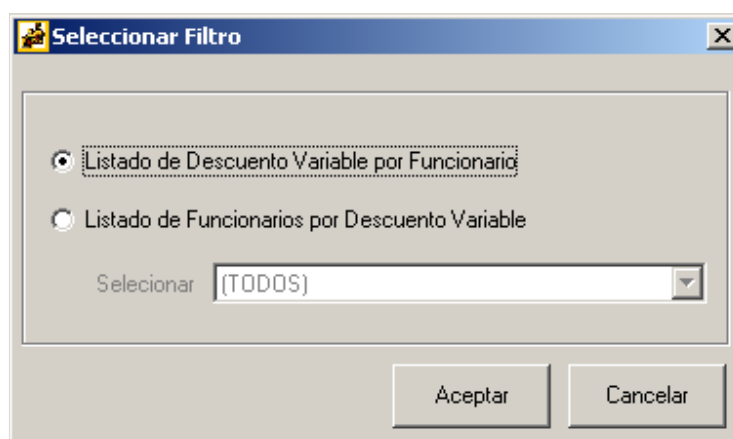 Seleccionar Filtro
Listado de Descuento Variable por Funcionario
Listado de Funcionarios por Descuento Variable
Selecionar (TODOS)
Aceptar Cancelar